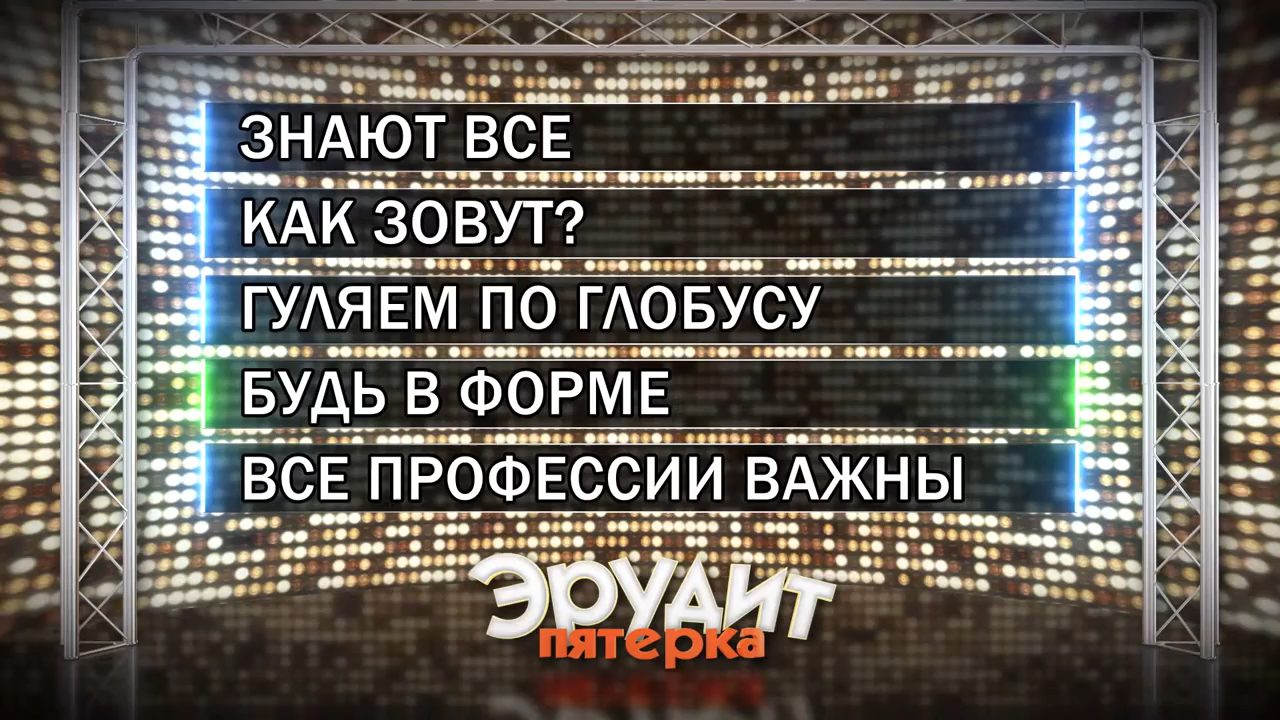 ЗНАЮТ ВСЕ
КАК ЗОВУТ?
ГУЛЯЕМ ПО ГЛОБУСУ
БУДЬ В ФОРМЕ
ВСЕ ПРОФЕССИИ ВАЖНЫ
ЭРУДИТ
пятерка